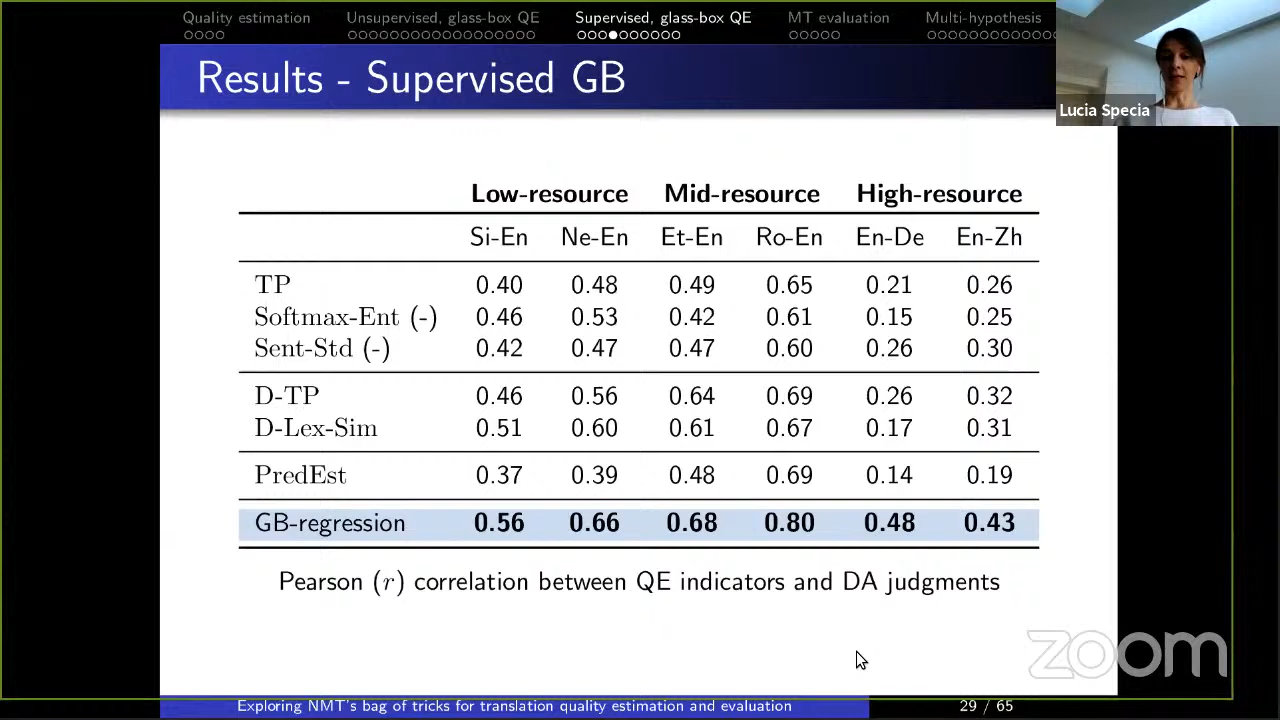 Quality estimation Unsupervised, glass-box QE Supervised, glass-box QE MT evaluation Multi-hypothesis
Results - Supervised GB
Lucia Specia
Low-resource Mid-resource High-resource
Si-En Ne-En Et-En Ro-En En-De En-Zh
TP 0.40 0.48 0.49 0.65 0.21 0.26
Softmax-Ent (-) 0.46 0.53 0.42 0.61 0.15 0.25
Sent-Std (-) 0.42 0.47 0.47 0.60 0.26 0.30
D-TP 0.46 0.56 0.64 0.69 0.26 0.32
D-Lex-Sim 0.51 0.60 0.61 0.67 0.17 0.31
PredEst 0.37 0.39 0.48 0.69 0.14 0.19
GB-regression 0.56 0.66 0.68 0.80 0.48 0.43
Pearson (r) correlation between QE indicators and DA judgments
zoom
Exploring NMT's bag of tricks for translation quality estimation and evaluation 29 / 65